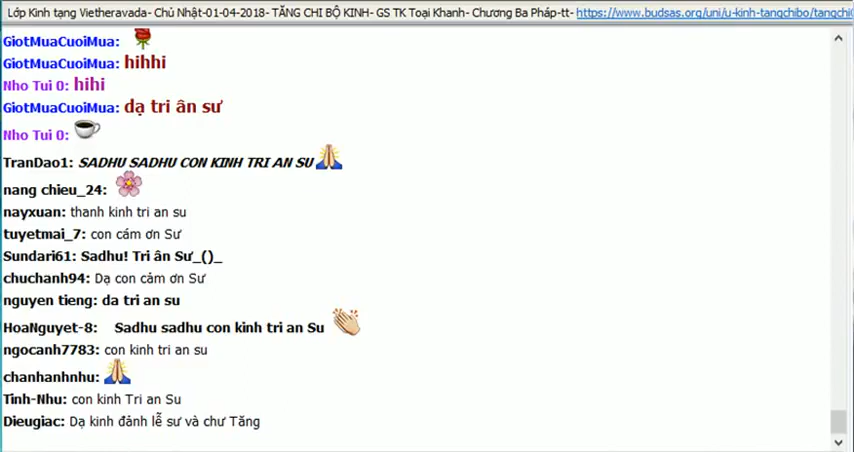 Lớp Kinh tạng Vietheravada- Chủ Nhật-01-04-2018- TĂNG CHI BỘ KINH- GS TK Toại Khanh- Chương Ba Pháp-tt- https://www.budsas.org/uni/u-kinh-tangchibo/tangchi0
GiotMuaCuoiMua:
GiotMuaCuoiMua: hihhi
Nho Tui 0: hihi
GiotMuaCuoiMua: dạ tri ân sư
Nho Tui 0:
TranDao1: SADHU SADHU CON KINH TRI AN SU
nang chieu_24:
nayxuan: thanh kinh tri an su
tuyetmai_7: con cám ơn Sư
Sundari61: Sadhu! Tri ân Sư_()_
chuchanh94: Dạ con cảm ơn Sư
nguyen tieng: da tri an su
HoaNguyet-8: Sadhu sadhu con kinh tri an Su
ngocanh7783: con kinh tri an su
chanhanhnhu:
Tinh-Nhu: con kinh Tri an Su
Dieugiac: Dạ kinh đảnh lễ sư và chư Tăng